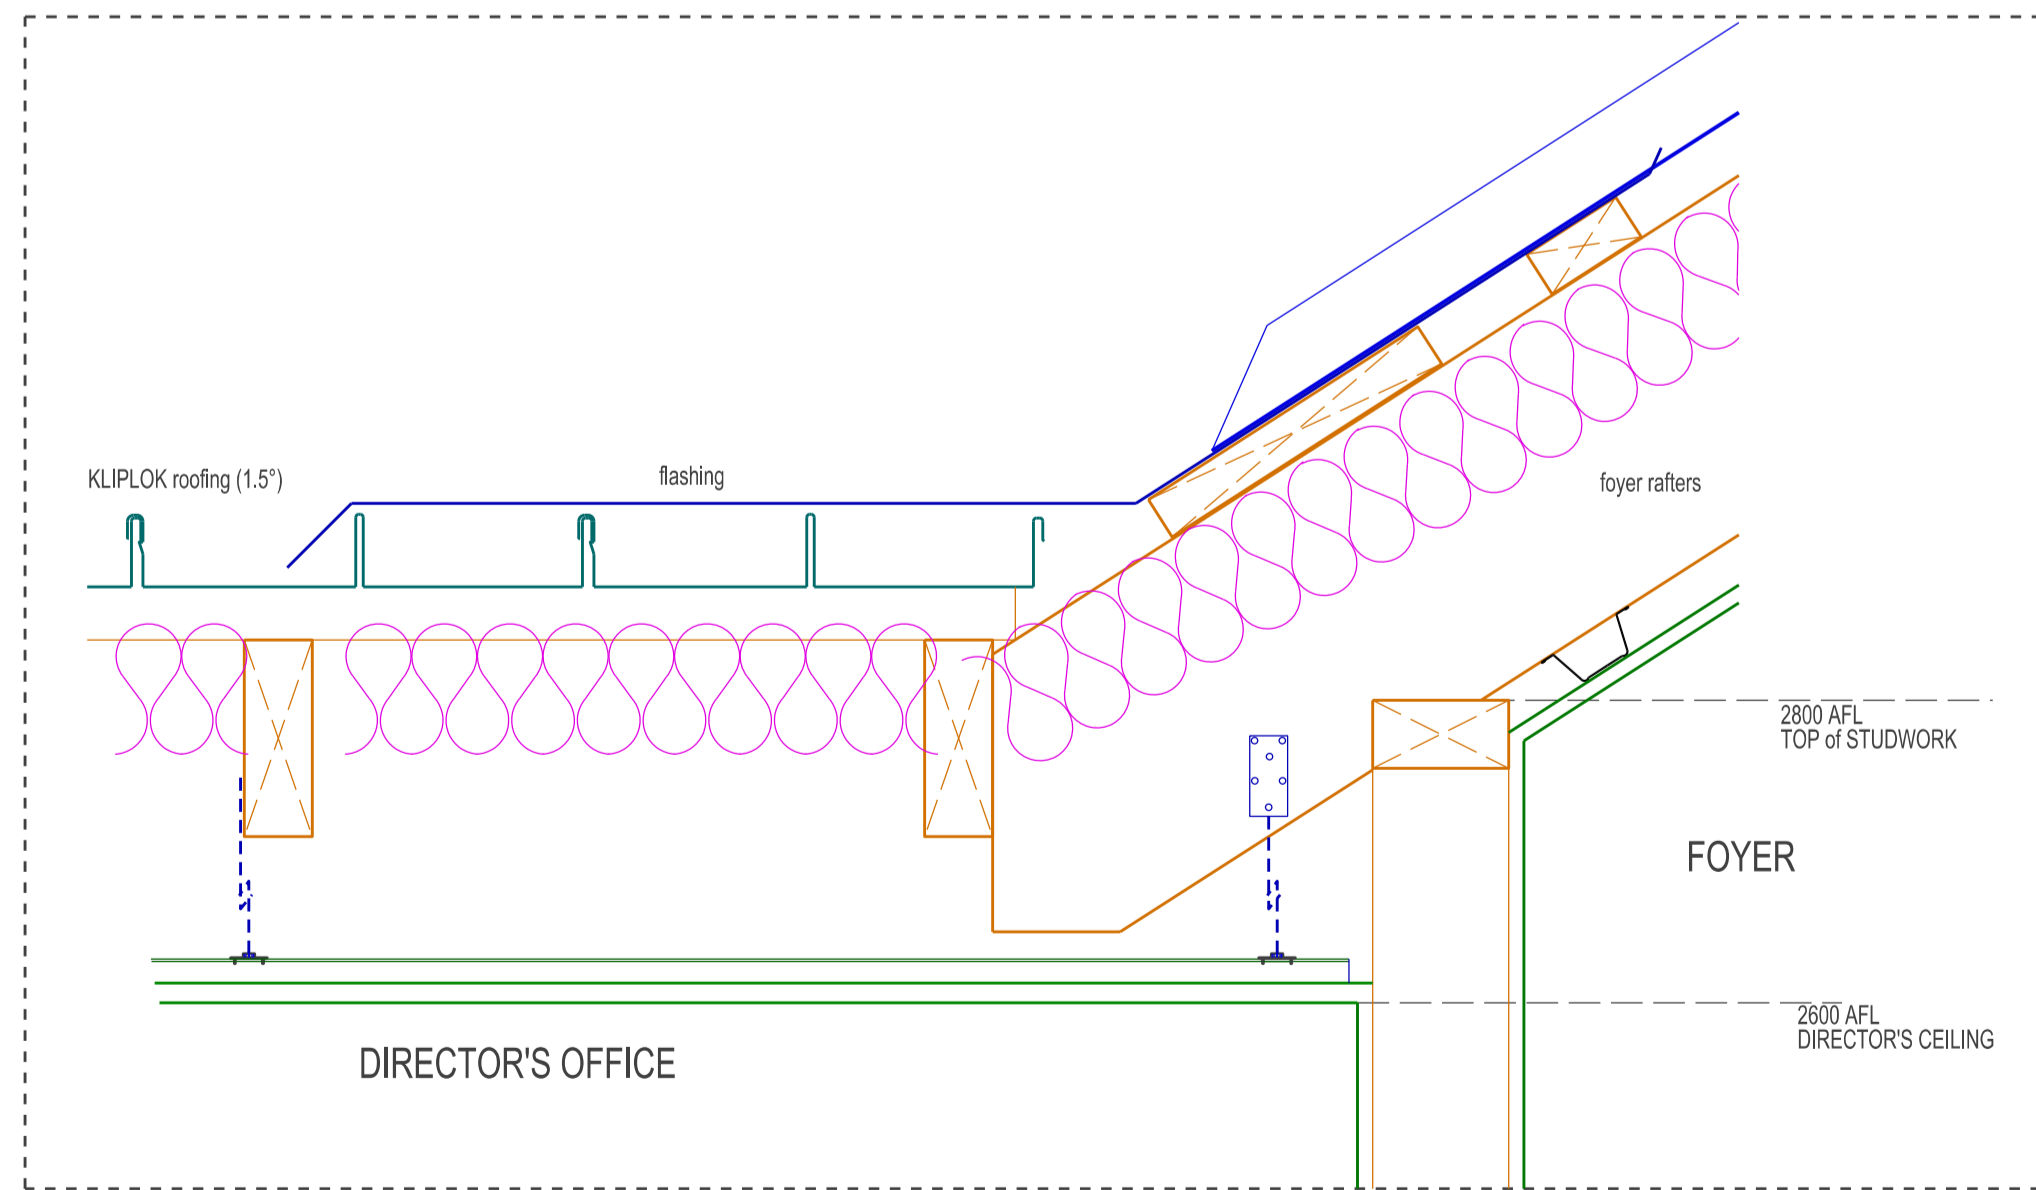 KLIPLOK roofing (1.5°)
flashing
foyer rafters
2800 AFL
TOP of STUDWORK
FOYER
2600 AFL
DIRECTOR'S CEILING
DIRECTOR'S OFFICE